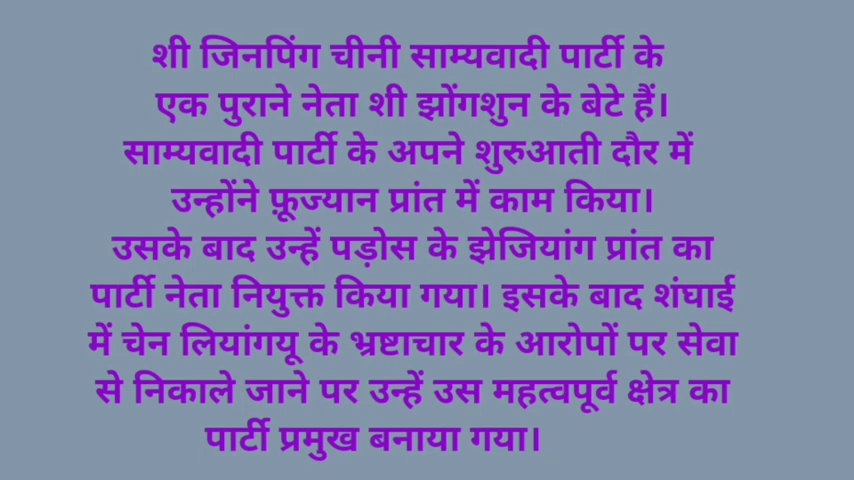 शी जिनपिंग चीनी साम्यवादी पार्टी के
एक पुराने नेता शी झोंगशुन के बेटे हैं।
साम्यवादी पार्टी के अपने शुरुआती दौर में
उन्होंने फ़ूज्यान प्रांत में काम किया।
उसके बाद उन्हें पड़ोस के झेजियांग प्रांत का
पार्टी नेता नियुक्त किया गया। इसके बाद शंघाई
में चेन लियांगयू के भ्रष्टाचार के आरोपों पर सेवा
से निकाले जाने पर उन्हें उस महत्वपूर्व क्षेत्र का
पार्टी प्रमुख बनाया गया।